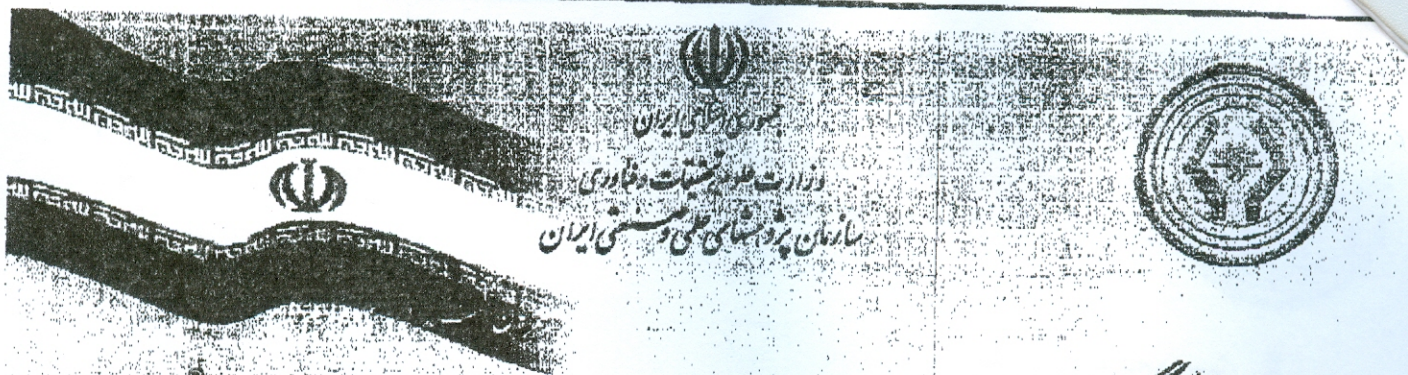 جمهوری اسلامی ایران
وزارت علوم، تحقیقات و فناوری
سازمان پژوهشهای علمی و صنعتی ایران